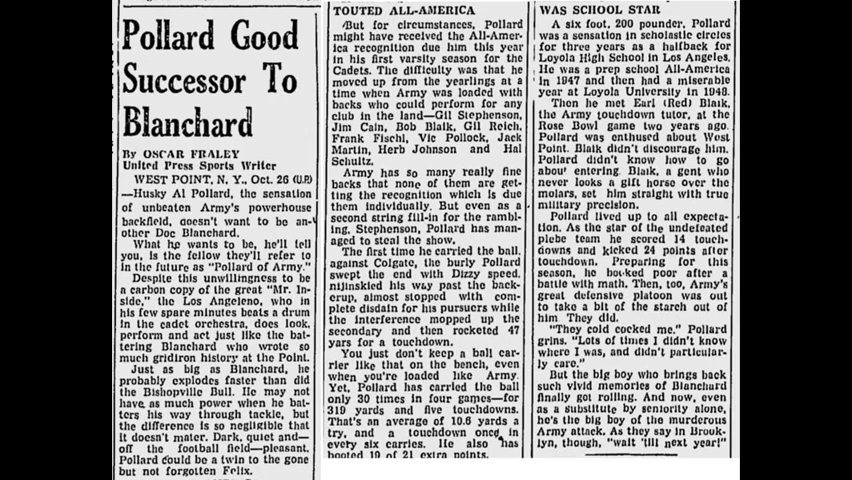 Pollard Good
Successor To
Blanchard
By OSCAR FRALEY
United Press Sports Writer
WEST POINT, N. Y., Oct. 26 (U.P.)
—Husky Al Pollard, the sensation
of unbeaten Army's powerhouse
backfield, doesn't want to be an-
other Doc Blanchard.
What he wants to be, he'll tell
you, is the fellow they'll refer to
in the future as "Pollard of Army."
Despite this unwillingness to be
a carbon copy of the great "Mr. In-
side," the Los Angeleno, who in
his few spare minutes beats a drum
in the cadet orchestra, does look,
perform and act just like the bat-
tering Blanchard who wrote so
much gridiron history at the Point.
Just as big as Blanchard, he
probably explodes faster than did
the Bishopville Bull. He may not
have as much power when he bat-
ters his way through tackle, but
the difference is so negligible that
it doesn't mater. Dark, quiet and—
off the football field—pleasant,
Pollard could be a twin to the gone
but not forgotten Felix.
TOUTED ALL-AMERICA
But for circumstances, Pollard
might have received the All-Amer-
ica recognition due him this year
in his first varsity season for the
Cadets. The difficulty was that he
moved up from the yearlings at a
time when Army was loaded with
backs who could perform for any
club in the land—Gil Stephenson,
Jim Cain, Bob Blaik, Gil Reich,
Frank Fischl, Vic Pollock, Jack
Martin, Herb Johnson and Hal
Schultz.
Army has so many really fine
backs that none of them are get-
ting the recognition which is due
them individually. But even as a
second string fill-in for the rambl-
ing, Stephenson, Pollard has man-
aged to steal the show.
The first time he carried the ball,
against Colgate, the burly Pollard
swept the end with Dizzy speed,
nijinskied his way past the back-
erup, almost stopped with com-
plete disdain for his pursuers while
the interference mopped up the
secondary and then rocketed 47
yars for a touchdown.
You just don't keep a ball car-
rier like that on the bench, even
when you're loaded like Army.
Yet, Pollard has carried the ball
only 30 times in four games—for
319 yards and five touchdowns.
That's an average of 10.6 yards a
try, and a touchdown once in
every six carries. He also has
booted 19 of 21 extra points.
WAS SCHOOL STAR
A six foot, 200 pounder, Pollard
was a sensation in scholastic circles
for three years as a halfback for
Loyola High School in Los Angeles.
He was a prep school All-America
in 1947 and then had a miserable
year at Loyola University in 1948.
Then he met Earl (Red) Blaik,
the Army touchdown tutor, at the
Rose Bowl game two years ago.
Pollard was enthused about West
Point. Blaik didn't discourage him.
Pollard didn't know how to go
about entering. Blaik, a gent who
never looks a gift horse over the
molars, set him straight with true
military precision.
Pollard lived up to all expecta-
tion. As the star of the undefeated
plebe team he scored 14 touch-
downs and kicked 24 points after
touchdown. Preparing for this
season, he booked poor after a
battle with math. Then, too, Army's
great defensive platoon was out
to take a bit of the starch out of
him They did.
"They cold cocked me," Pollard
grins. "Lots of times I didn't know
where I was, and didn't particular-
ly care."
But the big boy who brings back
such vivid memories of Blanchard
finally got rolling. And now, even
as a substitute by seniority alone,
he's the big boy of the murderous
Army attack. As they say in Brook-
lyn, though, "wait 'till next year!"